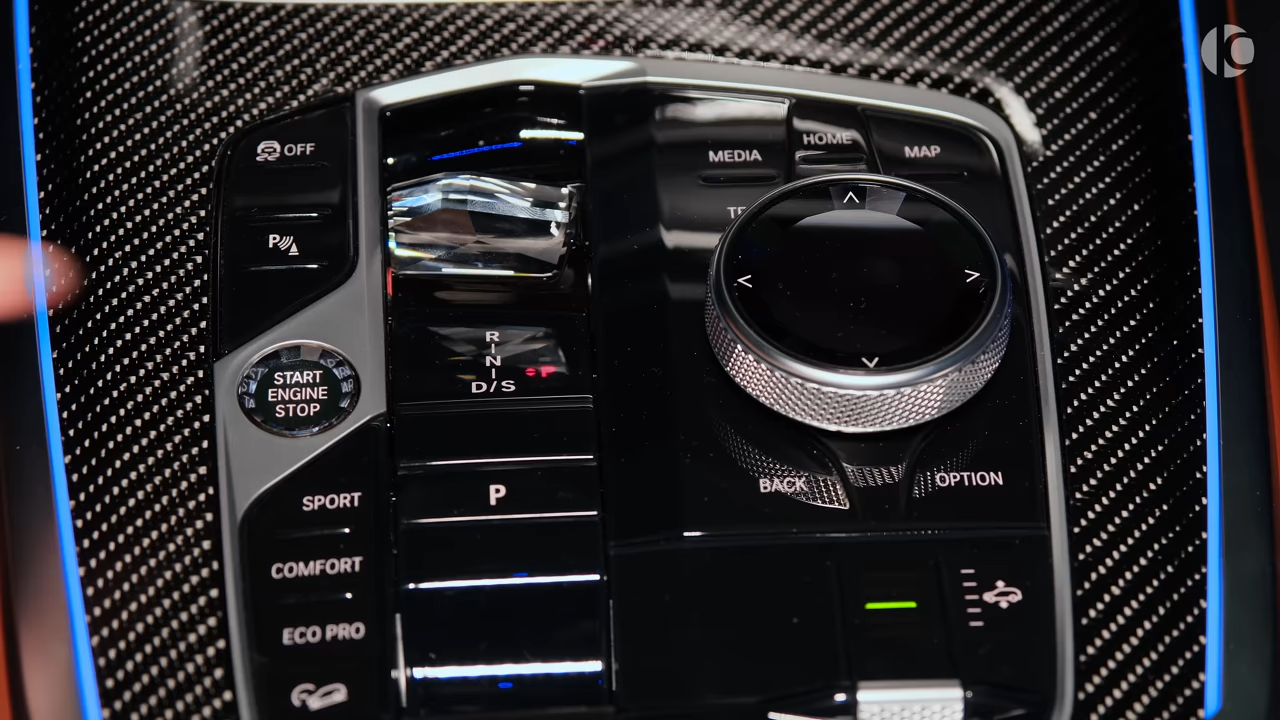 OFF
P
START
ENGINE
STOP
SPORT
COMFORT
ECO PRO
R
N
D/S
P
P
MEDIA
HOME
MAP
BACK
OPTION